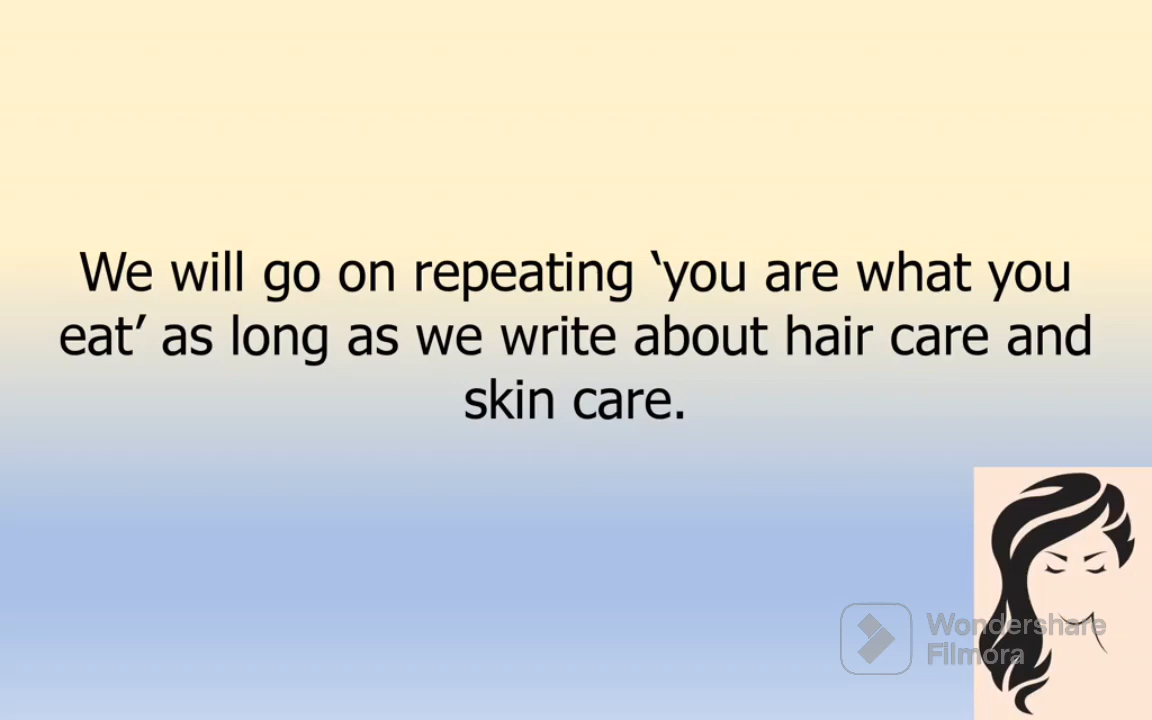 We will go on repeating ‘you are what you
eat’ as long as we write about hair care and
skin care.
Wondershare
Filmora